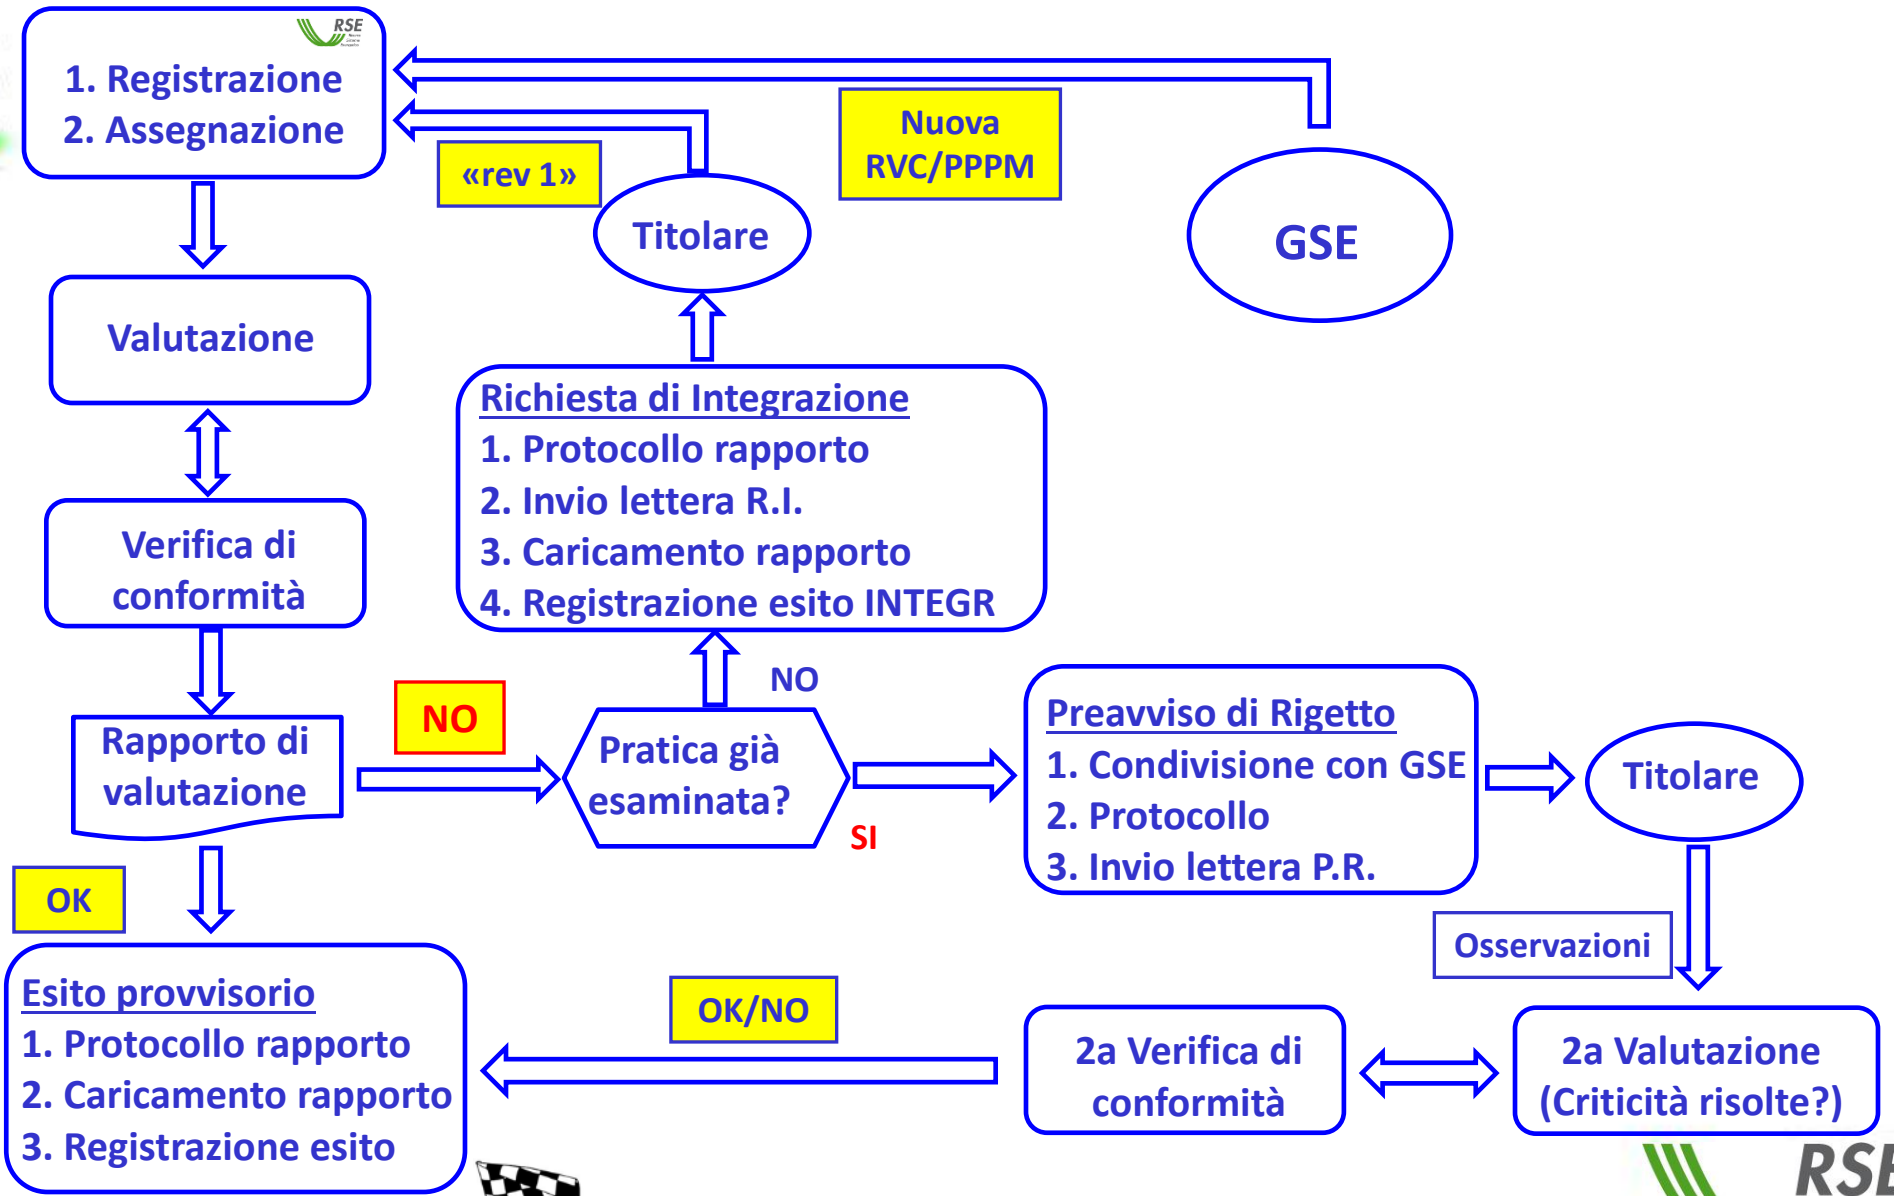 RSE
1. Registrazione
2. Assegnazione
«rev 1»
Nuova
RVC/PPPM
Titolare
GSE
Valutazione
Richiesta di Integrazione
1. Protocollo rapporto
2. Invio lettera R.I.
3. Caricamento rapporto
4. Registrazione esito INTEGR
Verifica di
conformità
NO
Rapporto di
valutazione
NO
Pratica già
esaminata?
SI
Preavviso di Rigetto
1. Condivisione con GSE
2. Protocollo
3. Invio lettera P.R.
Titolare
OK
Osservazioni
Esito provvisorio
1. Protocollo rapporto
2. Caricamento rapporto
3. Registrazione esito
OK/NO
2a Verifica di
conformità
2a Valutazione
(Criticità risolte?)
RSE